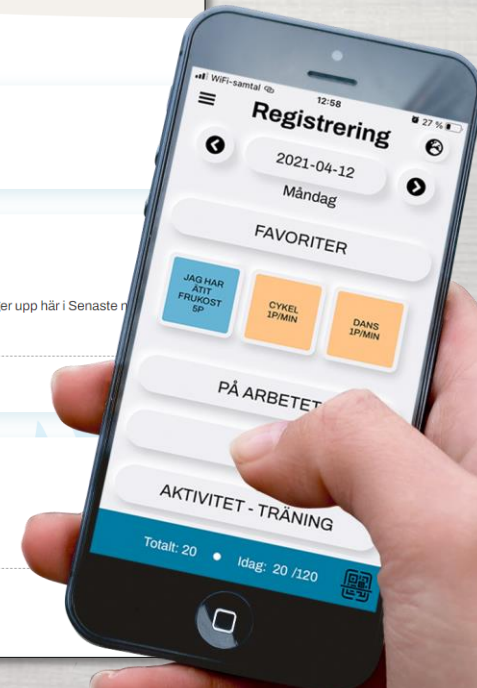 WiFi-samtal
12:58
27 %
Registrering
2021-04-12
Måndag
FAVORITER
JAG HAR
ÄTIT
FRUKOST
5P
CYKEL
1P/MIN
DANS
1P/MIN
er upp här i Senaste
PÅ ARBETET
AKTIVITET - TRÄNING
Totalt: 20
Idag: 20 /120